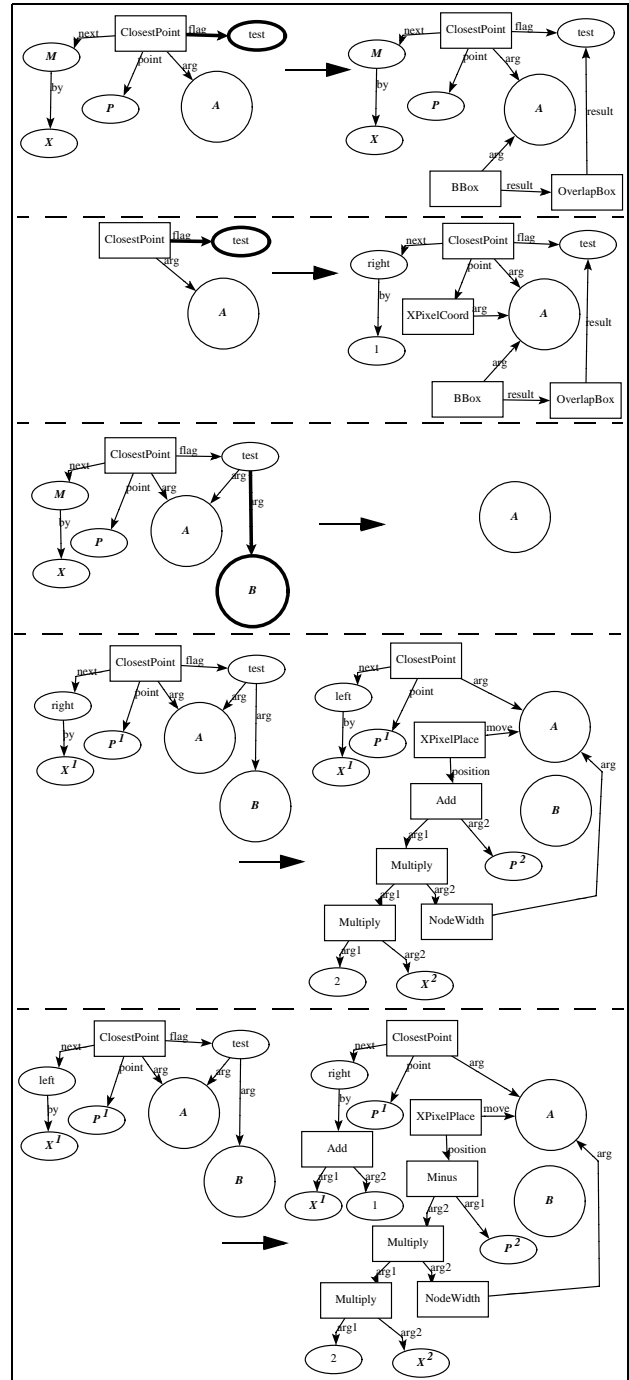 ClosestPoint
flag
test
next
M
point
arg
by
P
A
X
ClosestPoint
flag
test
next
M
point
arg
by
P
A
X
result
arg
BBox
result
OverlapBox
ClosestPoint
flag
test
arg
A
ClosestPoint
flag
test
next
right
point
arg
by
XPixelCoord
arg
A
1
result
arg
BBox
result
OverlapBox
ClosestPoint
flag
test
next
M
point
arg
arg
arg
by
P
A
X
B
A
ClosestPoint
flag
test
next
right
point
arg
arg
arg
by
P1
A
X1
B
ClosestPoint
next
arg
left
point
by
P1
XPixelPlace
move
A
X1
position
arg
Add
B
arg1
arg2
Multiply
P2
arg1
arg2
Multiply
NodeWidth
arg1
arg2
2
X2
ClosestPoint
flag
test
next
left
point
arg
arg
arg
by
P1
A
X1
B
ClosestPoint
next
arg
right
point
by
P1
XPixelPlace
move
A
Add
position
arg
arg1
arg2
Minus
X1
1
arg2
arg1
B
Multiply
P2
arg1
arg2
Multiply
NodeWidth
arg1
arg2
2
X2